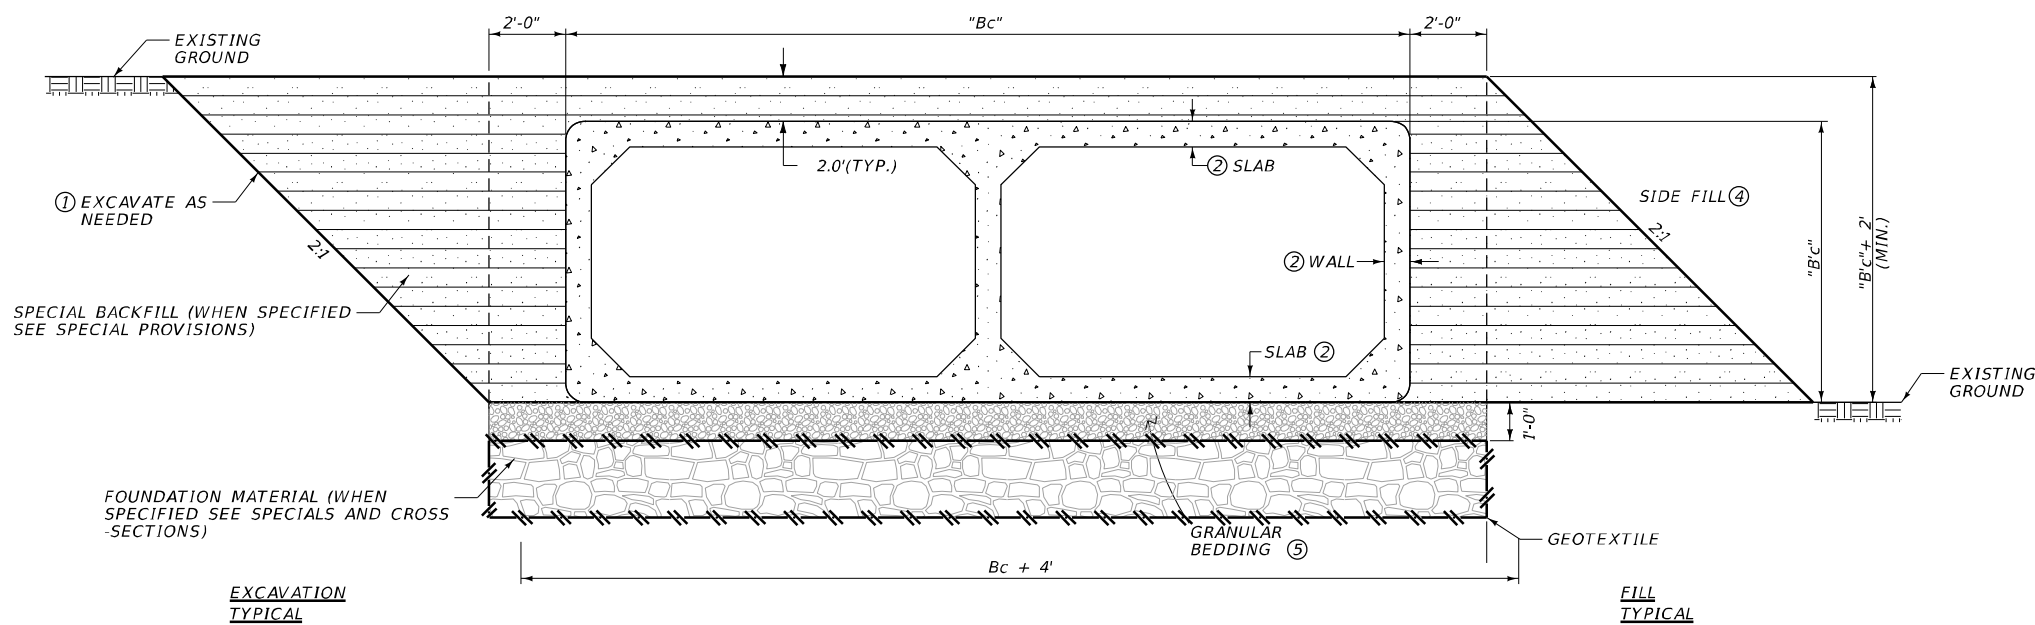 2'-0"
"Bc"
2'-0"
EXISTING
GROUND
2.0'(TYP.)
② SLAB
① EXCAVATE AS
NEEDED
SIDE FILL ④
2:1
2:1
② WALL
"B'c"
"B'c"+ 2'
(MIN.)
SPECIAL BACKFILL (WHEN SPECIFIED
SEE SPECIAL PROVISIONS)
SLAB ②
EXISTING
GROUND
1'-0"
FOUNDATION MATERIAL (WHEN
SPECIFIED SEE SPECIALS AND CROSS
-SECTIONS)
GRANULAR
BEDDING ⑤
GEOTEXTILE
Bc + 4'
EXCAVATION
TYPICAL
FILL
TYPICAL